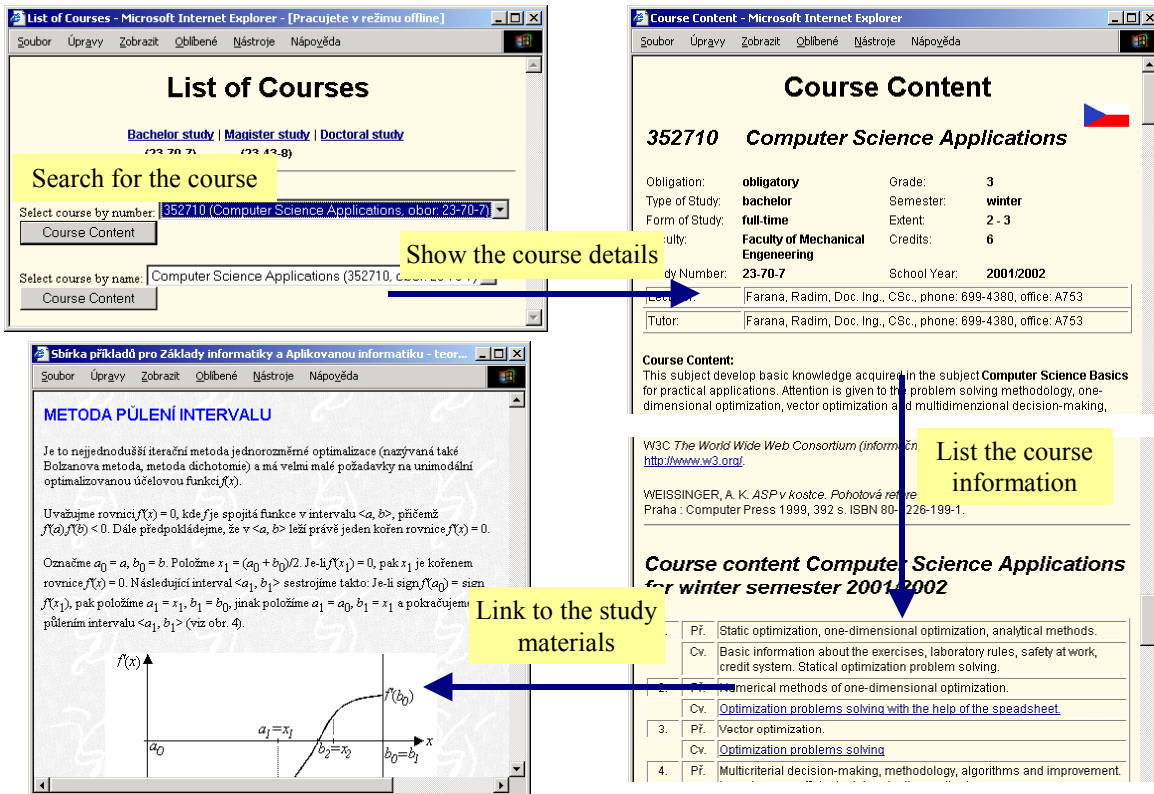 List of Courses - Microsoft Internet Explorer - [Pracujete v režimu offline]
Soubor Úpravy Zobrazit Oblíbené Nástroje Nápověda
List of Courses
Bachelor study | Magister study | Doctoral study
(23-70-7) (23-43-8)
Search for the course
Select course by number: 352710 (Computer Science Applications, obor: 23-70-7)
Course Content
Select course by name: Computer Science Applications (352710,
Course Content
Show the course details
Course Content - Microsoft Internet Explorer
Soubor Úpravy Zobrazit Oblíbené Nástroje Nápověda
Course Content
352710 Computer Science Applications
Obligation: obligatory Grade: 3
Type of Study: bachelor Semester: winter
Form of Study: full-time Extent: 2 - 3
Faculty of Mechanical Engeneering Credits: 6
Number: 23-70-7 School Year: 2001/2002
Farana, Radim, Doc. Ing., CSc., phone: 699-4380, office: A753
Tutor: Farana, Radim, Doc. Ing., CSc., phone: 699-4380, office: A753
Course Content:
This subject develop basic knowledge acquired in the subject Computer Science Basics
for practical applications. Attention is given to the problem solving methodology, one-
dimensional optimization, vector optimization and multidimenzional decision-making,
W3C The World Wide Web Consortium
http://www.w3.org/.
List the course
information
WEISSINGER, A. K. ASP v kostce. Pohotová
Praha : Computer Press 1999, 392 s. ISBN 80-7226-199-1.
Course content Computer Science Applications
for winter semester 2001/2002
Př. Static optimization, one-dimensional optimization, analytical methods.
Cv. Basic information about the exercises, laboratory rules, safety at work,
credit system. Statical optimization problem solving.
2. Př. Numerical methods of one-dimensional optimization.
Cv. Optimization problems solving with the help of the speadsheet.
3. Př. Vector optimization.
Cv. Optimization problems solving
4. Př. Multicriterial decision-making, methodology, algorithms and improvement.
Link to the study
materials
Sbírka příkladů pro Základy informatiky a Aplikovanou informatiku - teor...
Soubor Úpravy Zobrazit Oblíbené Nástroje Nápověda
METODA PŮLENÍ INTERVALU
Je to nejjednodušší iterační metoda jednorozměrné optimalizace (nazývaná také
Bolzanova metoda, metoda dichotomie) a má velmi malé požadavky na unimodální
optimalizovanou účelovou funkci f(x).
Uvažujme rovnici f'(x) = 0, kde f je spojitá funkce v intervalu <a, b>, přičemž
f'(a).f'(b) < 0. Dále předpokládejme, že v <a, b> leží právě jeden kořen rovnice f'(x) = 0.
Označme a0 = a, b0 = b. Položme x1 = (a0 + b0)/2. Je-li f'(x1) = 0, pak x1 je kořenem
rovnice f'(x) = 0. Následující interval <a1, b1> sestrojíme takto: Je-li sign f'(a0) = sign
f'(x1), pak položíme a1 = x1, b1 = b0, jinak položíme a1 = a0, b1 = x1 a pokračujeme
půlením intervalu <a1, b1> (viz obr. 4).
f'(x)
f'(b0)
a1=x1
x
a0
b2=x2
b0=b1